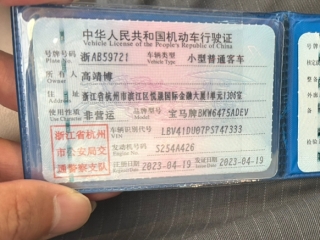 中华人民共和国机动车行驶证
Vehicle License of the People's Republic of China
号牌号码 浙AB59721 车辆类型 小型普通客车
Plate No. Vehicle Type
所有人 高靖博
Owner
住址 浙江省杭州市滨江区悦盛国际金融大厦1单元1306室
Address
使用性质 非营运 品牌型号 宝马牌BMW6475ADEV
Use Character Model
浙江省杭州市公安局交通警察支队
车辆识别代号 LBV41DU07PST47333
VIN
发动机号码 5254A426
Engine No.
注册日期 2023-04-19 发证日期 2023-04-19
Register Date Issue Date